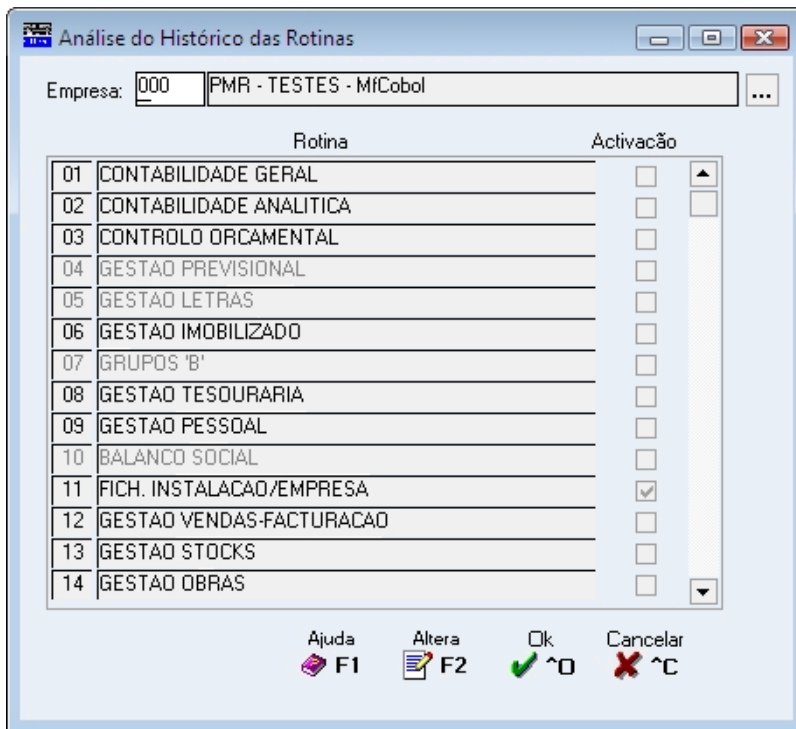 Análise do Histórico das Rotinas
Empresa: 000 PMR - TESTES - MfCobol ...
Rotina Activacão
01 CONTABILIDADE GERAL
02 CONTABILIDADE ANALITICA
03 CONTROLO ORCAMENTAL
04 GESTAO PREVISIONAL
05 GESTAO LETRAS
06 GESTAO IMOBILIZADO
07 GRUPOS 'B'
08 GESTAO TESOURARIA
09 GESTAO PESSOAL
10 BALANCO SOCIAL
11 FICH. INSTALACAO/EMPRESA
12 GESTAO VENDAS-FACTURACAO
13 GESTAO STOCKS
14 GESTAO OBRAS
Ajuda Altera Ok Cancelar
F1 F2 ^O ^C